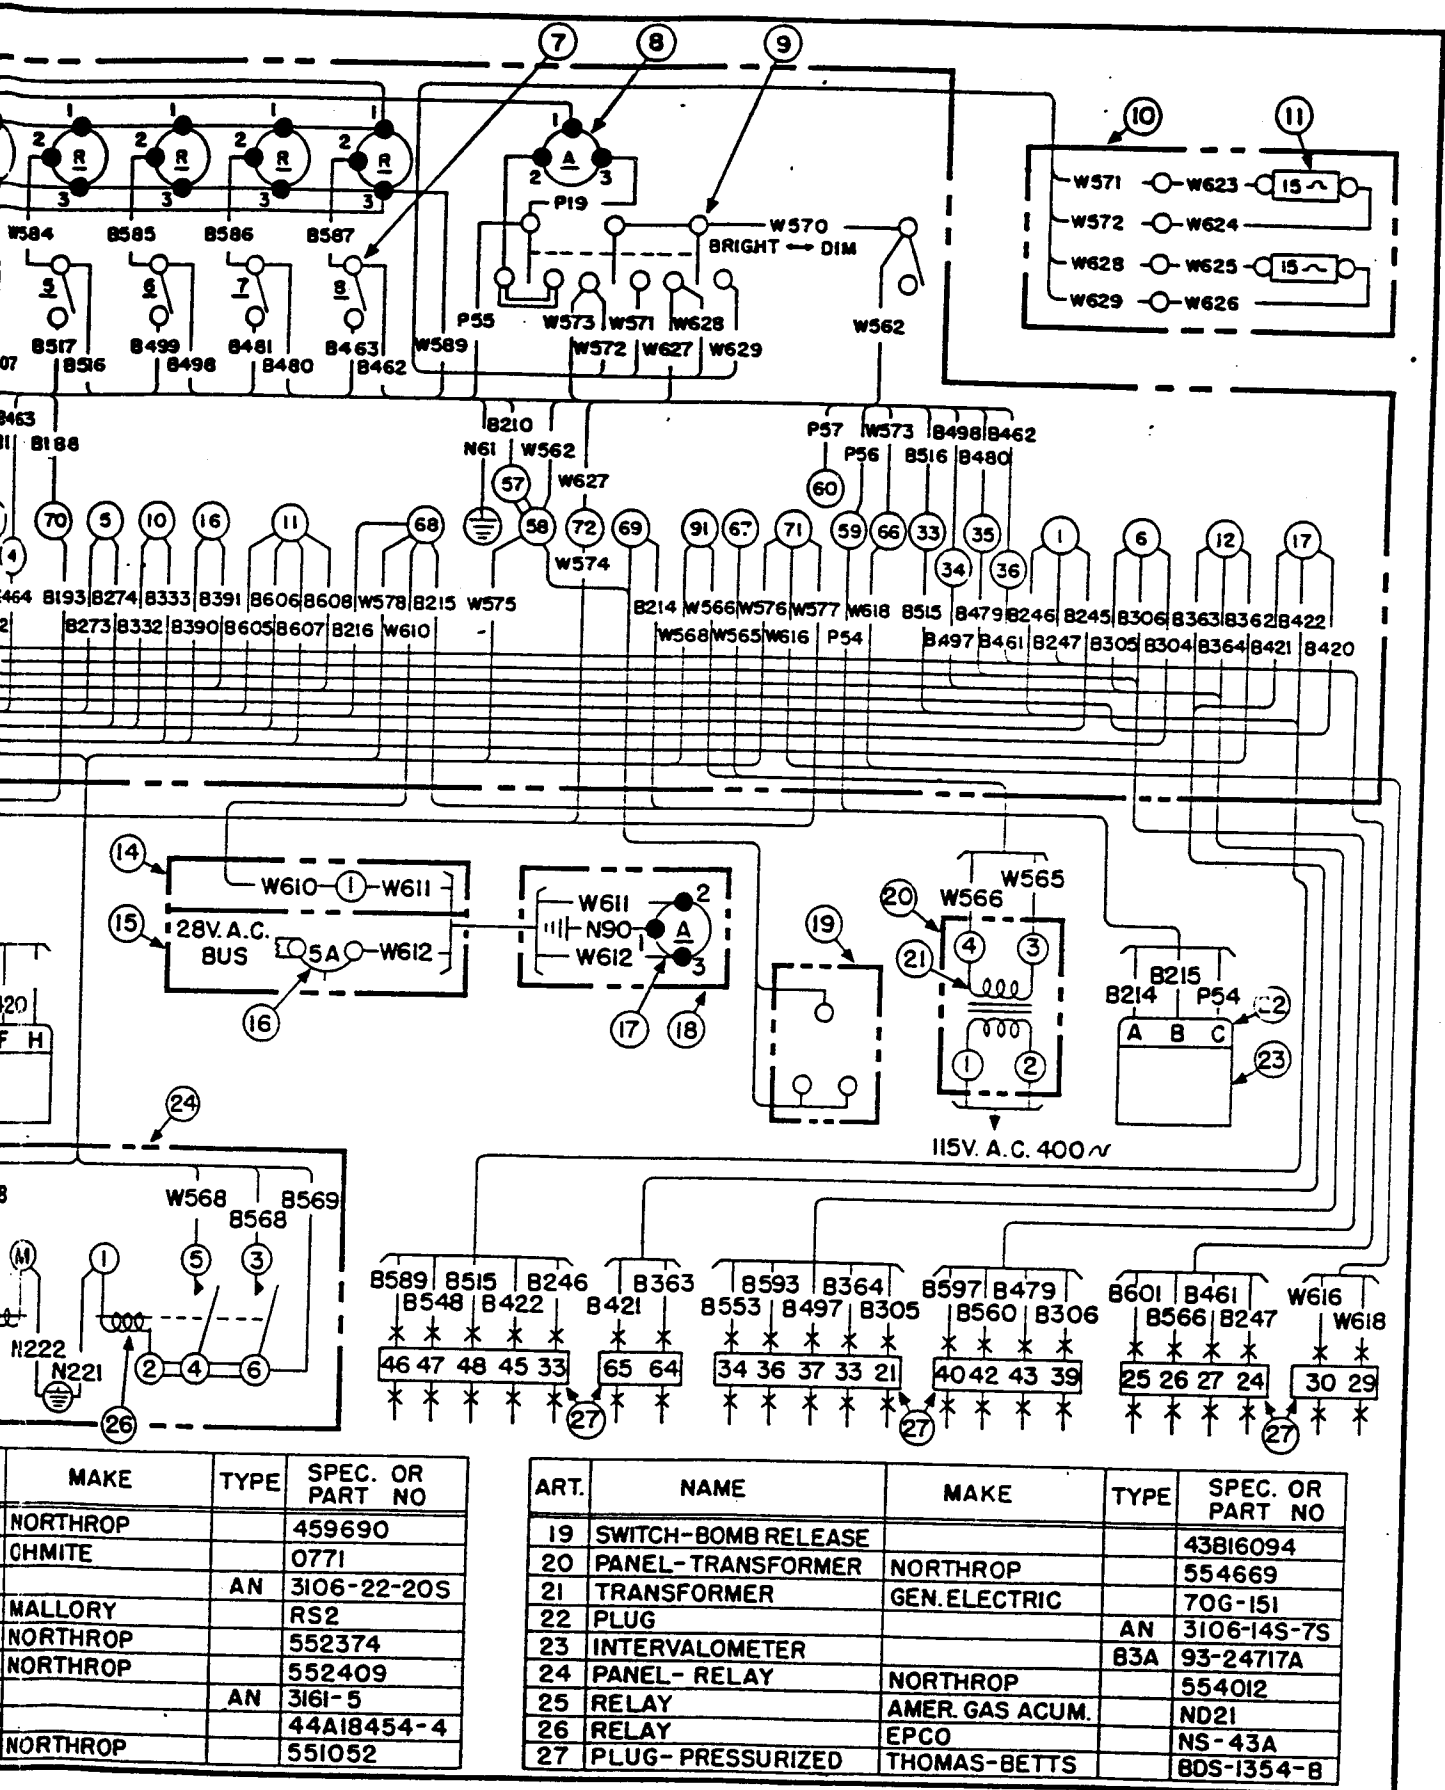 7 8 9
10 11
1 1 1 1 1
2 R 2 R 2 R 2 R 2 A 3
3 3 3 3
P19
W571 W623 15
W572 W624
W628 W625 15
W629 W626
W570
BRIGHT DIM
W584 B585 B586 B587
5 6 7 8
P55 W573 W571 W628 W562
B517 B499 B481 B463 W589 W572 W627 W629
07 B516 B498 B480 B462
B463 B210 P57 W573 B498 B462
B188 N61 W562 P56 B516 B480
W627
57 60
70 5 10 16 11 68 58 72 69 91 67 71 59 66 33 35 1 6 12 17
4 W574 34 36
B193 B274 B333 B391 B606 B608 W578 B215 W575 B214 W566 W576 W577 W618 B515 B479 B246 B245 B306 B363 B362 B422
B273 B332 B390 B605 B607 B216 W610 W568 W565 W616 P54 B497 B461 B247 B305 B304 B364 B421 B420
14
W610 1 W611
15
28V. A.C.
BUS
5A W612
16
W611 2
N90 1 A
W612 3
17 18
19
20
W566 W565
4 3
21
1 2
115V. A.C. 400
B214 B215 P54
A B C
22
23
F H
24
W568 B568 B569
M 1 5 3
N222 N221
2 4 6
26
B589 B515 B246 B363 B593 B364 B597 B479 B601 B461 W616
B548 B422 B421 B553 B497 B305 B560 B306 B566 B247 W618
46 47 48 45 33 65 64 34 36 37 33 21 40 42 43 39 25 26 27 24 30 29
27 27 27
MAKE TYPE SPEC. OR PART NO
NORTHROP 459690
OHMITE 0771
AN 3106-22-20S
MALLORY RS2
NORTHROP 552374
NORTHROP 552409
AN 3161-5
44A18454-4
NORTHROP 551052
ART. NAME MAKE TYPE SPEC. OR PART NO
19 SWITCH-BOMB RELEASE 43B16094
20 PANEL-TRANSFORMER NORTHROP 554669
21 TRANSFORMER GEN. ELECTRIC 70G-151
22 PLUG AN 3106-14S-7S
23 INTERVALOMETER B3A 93-24717A
24 PANEL-RELAY NORTHROP 554012
25 RELAY AMER. GAS ACUM. ND21
26 RELAY EPCO NS-43A
27 PLUG-PRESSURIZED THOMAS-BETTS BDS-1354-8